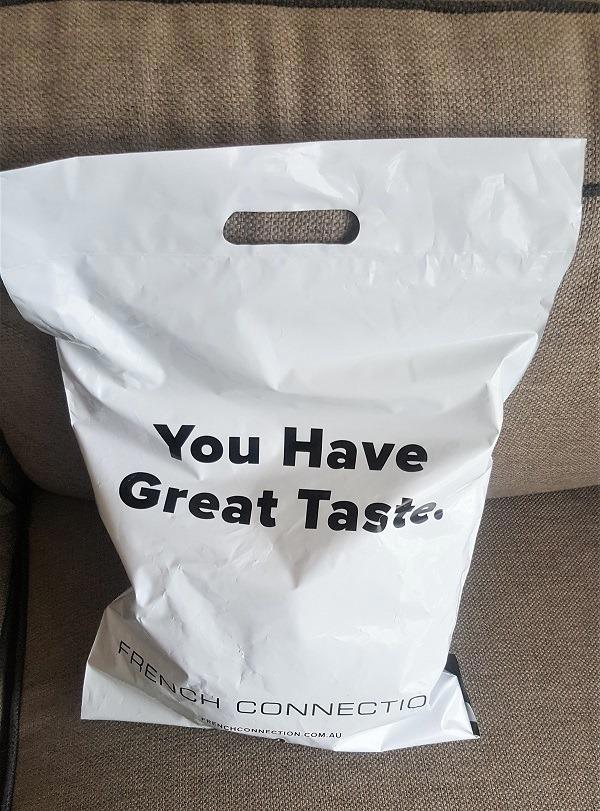 You Have
Great Taste.
FRENCH CONNECTIO
FRENCHCONNECTION.COM.AU